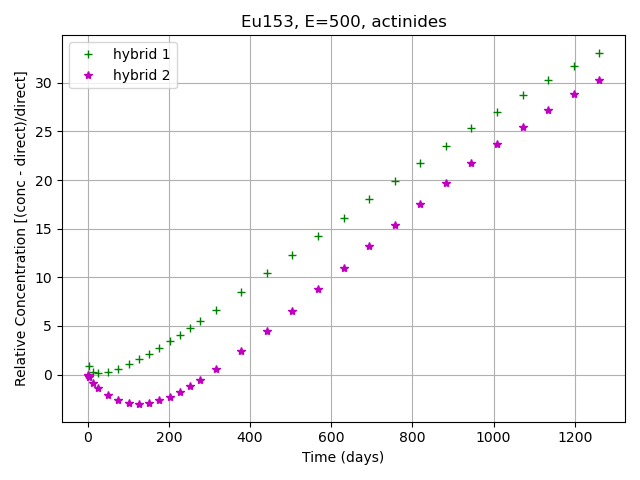 Eu153, E=500, actinides
hybrid 1
hybrid 2
Relative Concentration [(conc - direct)/direct]
30
25
20
15
10
5
0
0 200 400 600 800 1000 1200
Time (days)